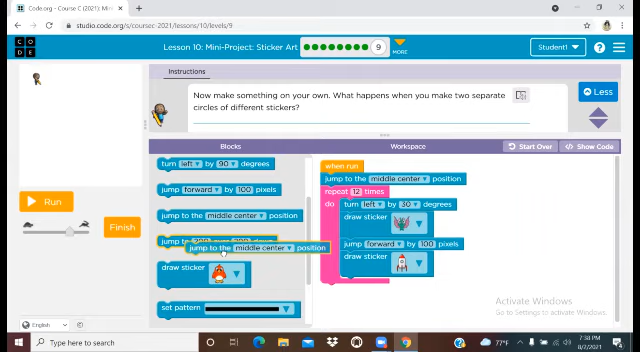 Code.org | C (2021): Mini-Project
studio.code.org/s/coursec-2021/lessons/10/levels/9
CO
DE
Lesson 10: Mini-Project: Sticker Art
9
MORE
Student1
Instructions
Now make something on your own. What happens when you make two separate
circles of different stickers?
Less
Blocks
Workspace
Start Over
Show Code
turn left by 90 degrees
jump forward by 100 pixels
jump to the middle center position
jump to
jump to the middle center position
draw sticker
set pattern
when run
jump to the middle center position
repeat 12 times
do turn left by 30 degrees
draw sticker
jump forward by 100 pixels
draw sticker
Run
Finish
Activate Windows
Go to Settings to activate Windows.
English
Type here to search
77°F
7:38 PM
8/2/2021